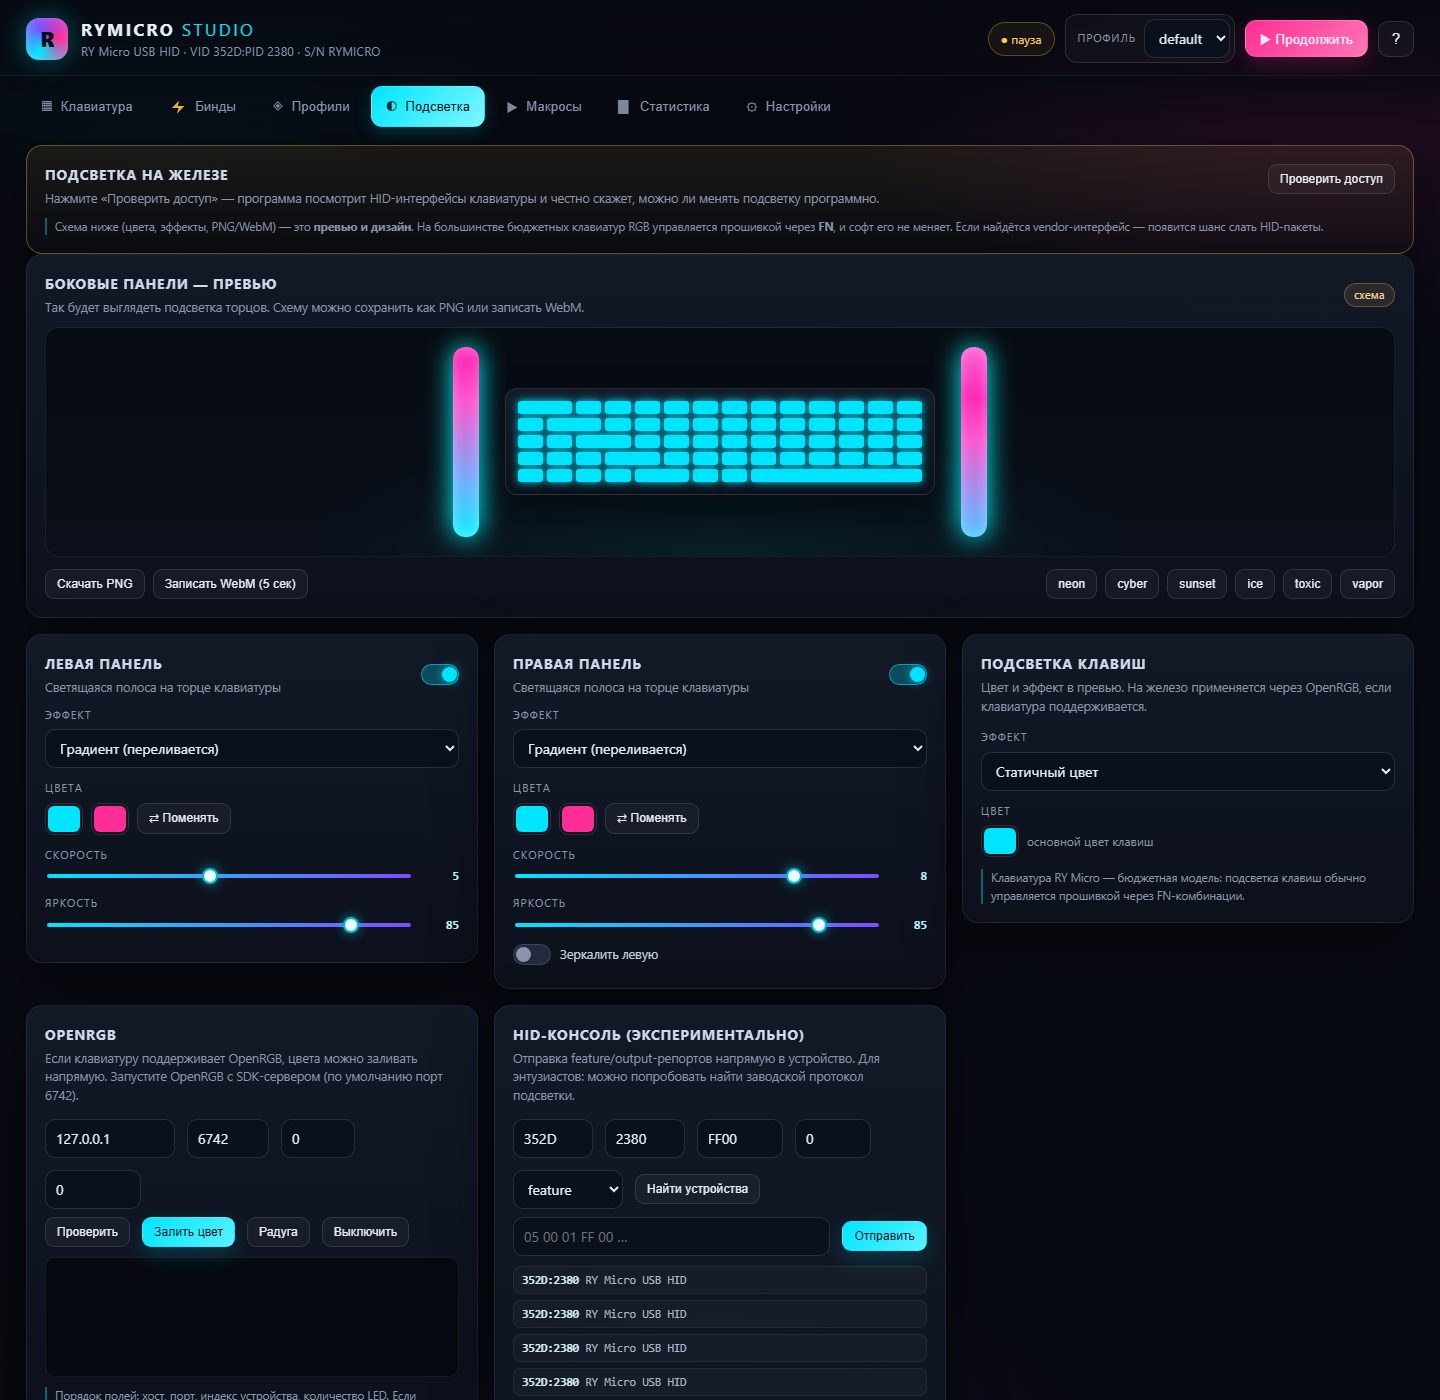 R
RYMICRO STUDIO
RY Micro USB HID · VID 352D:PID 2380 · S/N RYMICRO
● пауза
ПРОФИЛЬ
default
▶ Продолжить
?
Клавиатура
Бинды
Профили
Подсветка
Макросы
Статистика
Настройки
ПОДСВЕТКА НА ЖЕЛЕЗЕ
Нажмите «Проверить доступ» — программа посмотрит HID-интерфейсы клавиатуры и честно скажет, можно ли менять подсветку программно.
Проверить доступ
Схема ниже (цвета, эффекты, PNG/WebM) — это превью и дизайн. На большинстве бюджетных клавиатур RGB управляется прошивкой через FN, и софт его не меняет. Если найдётся vendor-интерфейс — появится шанс слать HID-пакеты.
БОКОВЫЕ ПАНЕЛИ — ПРЕВЬЮ
Так будет выглядеть подсветка торцов. Схему можно сохранить как PNG или записать WebM.
схема
Скачать PNG
Записать WebM (5 сек)
neon
cyber
sunset
ice
toxic
vapor
ЛЕВАЯ ПАНЕЛЬ
Светящаяся полоса на торце клавиатуры
ЭФФЕКТ
Градиент (переливается)
ЦВЕТА
⇄ Поменять
СКОРОСТЬ
5
ЯРКОСТЬ
85
ПРАВАЯ ПАНЕЛЬ
Светящаяся полоса на торце клавиатуры
ЭФФЕКТ
Градиент (переливается)
ЦВЕТА
⇄ Поменять
СКОРОСТЬ
8
ЯРКОСТЬ
85
Зеркалить левую
ПОДСВЕТКА КЛАВИШ
Цвет и эффект в превью. На железо применяется через OpenRGB, если
клавиатура поддерживается.
ЭФФЕКТ
Статичный цвет
ЦВЕТ
основной цвет клавиш
Клавиатура RY Micro — бюджетная модель: подсветка клавиш обычно
управляется прошивкой через FN-комбинации.
OPENRGB
Если клавиатуру поддерживает OpenRGB, цвета можно заливать
напрямую. Запустите OpenRGB с SDK-сервером (по умолчанию порт
6742).
127.0.0.1
6742
0
0
Проверить
Залить цвет
Радуга
Выключить
Порядок полей: хост, порт, индекс устройства, количество LED. Если
HID-КОНСОЛЬ (ЭКСПЕРИМЕНТАЛЬНО)
Отправка feature/output-репортов напрямую в устройство. Для
энтузиастов: можно попробовать найти заводской протокол
подсветки.
352D
2380
FF00
0
feature
Найти устройства
05 00 01 FF 00 ...
Отправить
352D:2380 RY Micro USB HID
352D:2380 RY Micro USB HID
352D:2380 RY Micro USB HID
352D:2380 RY Micro USB HID